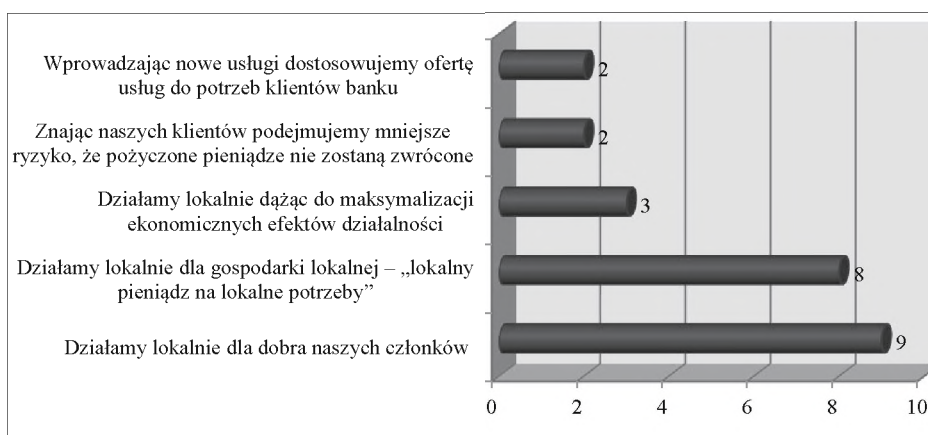 Wprowadzając nowe usługi dostosowujemy ofertę
usług do potrzeb klientów banku
2
Znając naszych klientów podejmujemy mniejsze
ryzyko, że pożyczone pieniądze nie zostaną zwrócone
2
Działamy lokalnie dążąc do maksymalizacji
ekonomicznych efektów działalności
3
Działamy lokalnie dla gospodarki lokalnej – „lokalny
pieniądz na lokalne potrzeby”
8
Działamy lokalnie dla dobra naszych członków
9
0 2 4 6 8 10